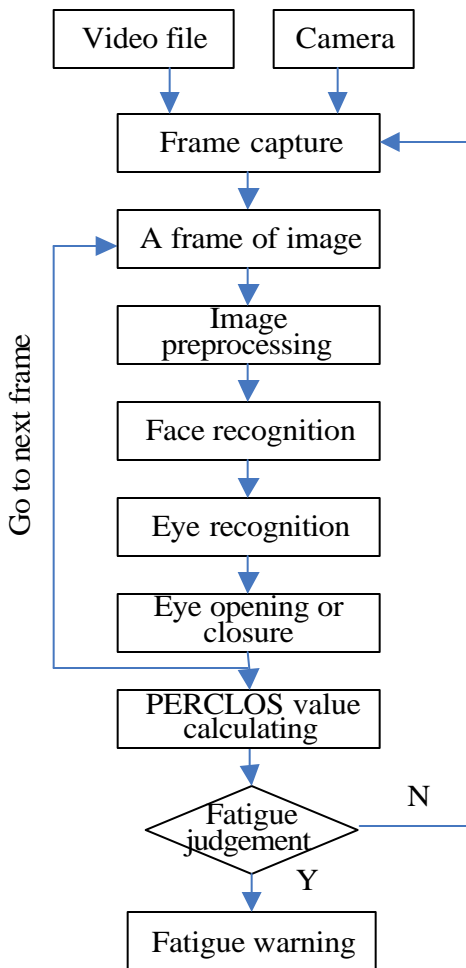 Video file
Camera
Frame capture
A frame of image
Image
preprocessing
Go to next frame
Face recognition
Eye recognition
Eye opening or
closure
PERCLOS value
calculating
Fatigue
judgement
N
Y
Fatigue warning